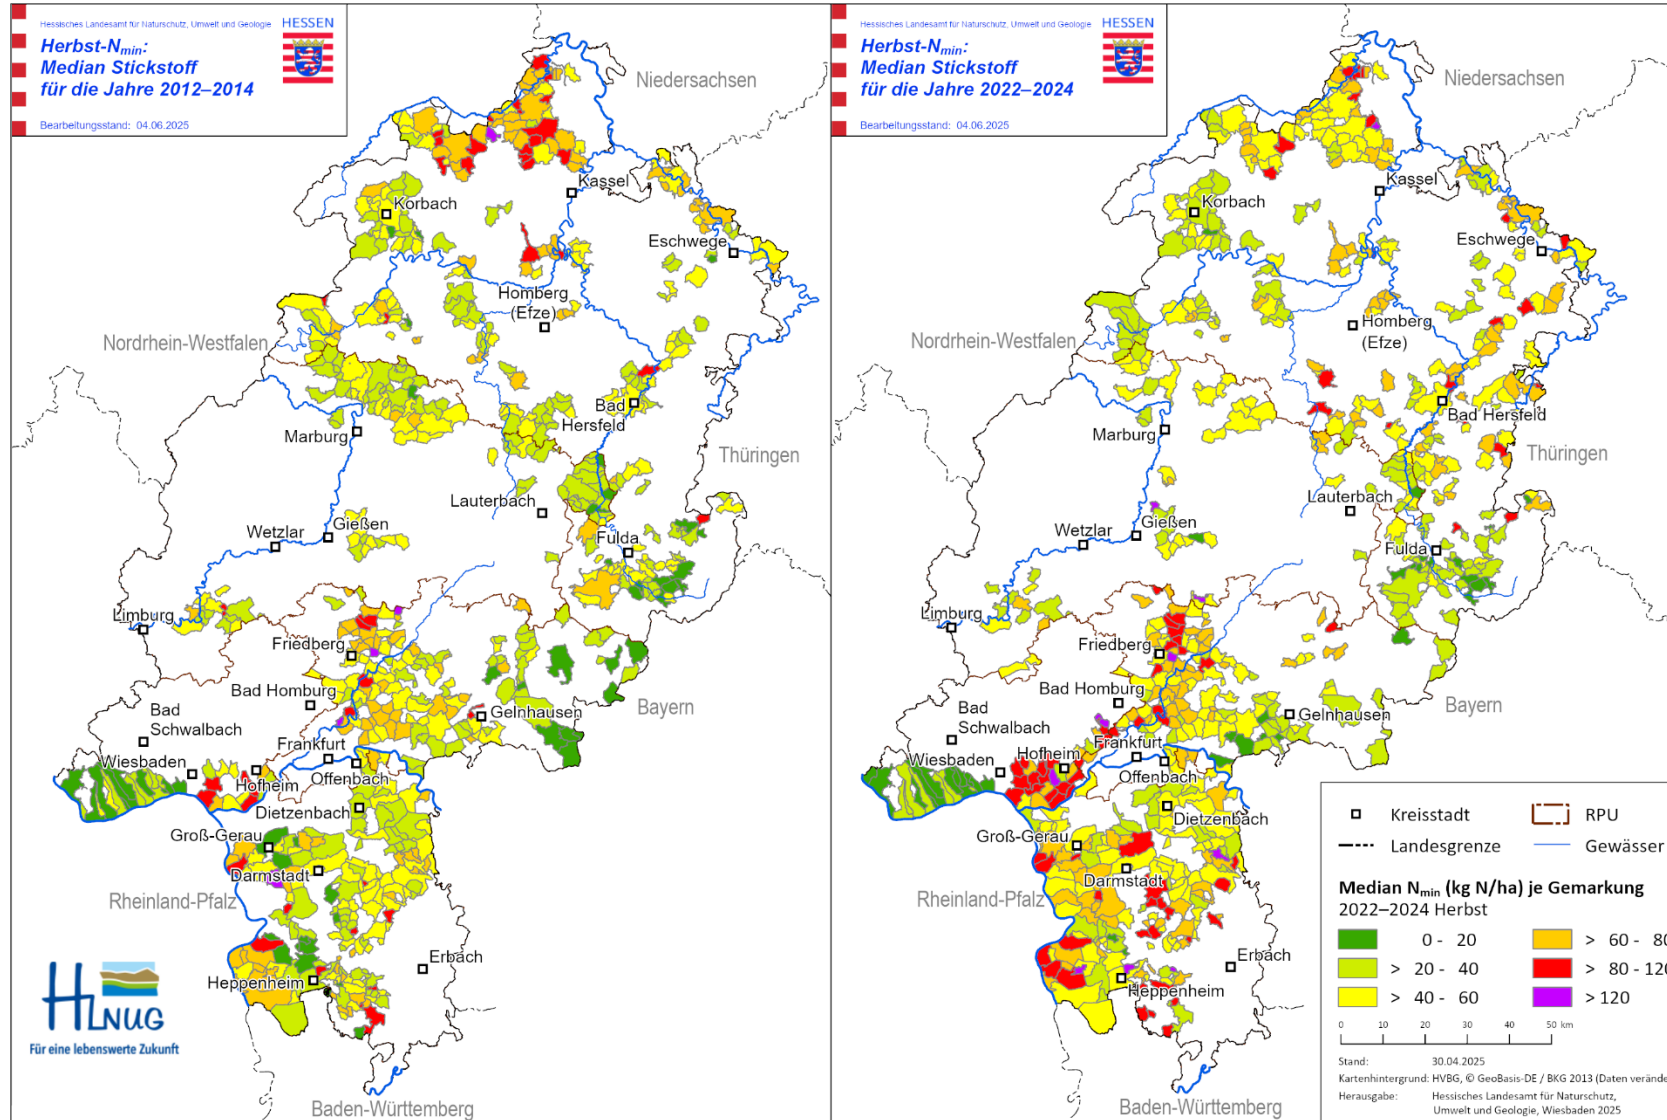 Hessisches Landesamt für Naturschutz, Umwelt und Geologie
HESSEN
Herbst-Nmin:
Median Stickstoff
für die Jahre 2012–2014
Bearbeitungsstand: 04.06.2025
Niedersachsen
Kassel
Korbach
Eschwege
Homberg
(Efze)
Nordrhein-Westfalen
Bad
Hersfeld
Marburg
Thüringen
Lauterbach
Wetzlar
Gießen
Fulda
Limburg
Friedberg
Bad Homburg
Bayern
Gelnhausen
Bad
Schwalbach
Frankfurt
Wiesbaden
Hofheim
Offenbach
Dietzenbach
Groß-Gerau
Darmstadt
Rheinland-Pfalz
Erbach
Heppenheim
HLNUG
Für eine lebenswerte Zukunft
Baden-Württemberg
Hessisches Landesamt für Naturschutz, Umwelt und Geologie
HESSEN
Herbst-Nmin:
Median Stickstoff
für die Jahre 2022–2024
Bearbeitungsstand: 04.06.2025
Niedersachsen
Kassel
Korbach
Eschwege
Homberg
(Efze)
Nordrhein-Westfalen
Bad Hersfeld
Marburg
Thüringen
Lauterbach
Wetzlar
Gießen
Fulda
Limburg
Friedberg
Bad Homburg
Bayern
Gelnhausen
Bad
Schwalbach
Frankfurt
Hofheim
Wiesbaden
Offenbach
Dietzenbach
Groß-Gerau
Darmstadt
Rheinland-Pfalz
Erbach
Heppenheim
Baden-Württemberg
Kreisstadt
RPU
Landesgrenze
Gewässer
Median Nmin (kg N/ha) je Gemarkung
2022–2024 Herbst
0 - 20
> 20 - 40
> 40 - 60
> 60 - 80
> 80 - 120
> 120
0 10 20 30 40 50 km
Stand: 30.04.2025
Kartenhintergrund: HVBG, © GeoBasis-DE / BKG 2013 (Daten verände
Herausgabe: Hessisches Landesamt für Naturschutz,
Umwelt und Geologie, Wiesbaden 2025